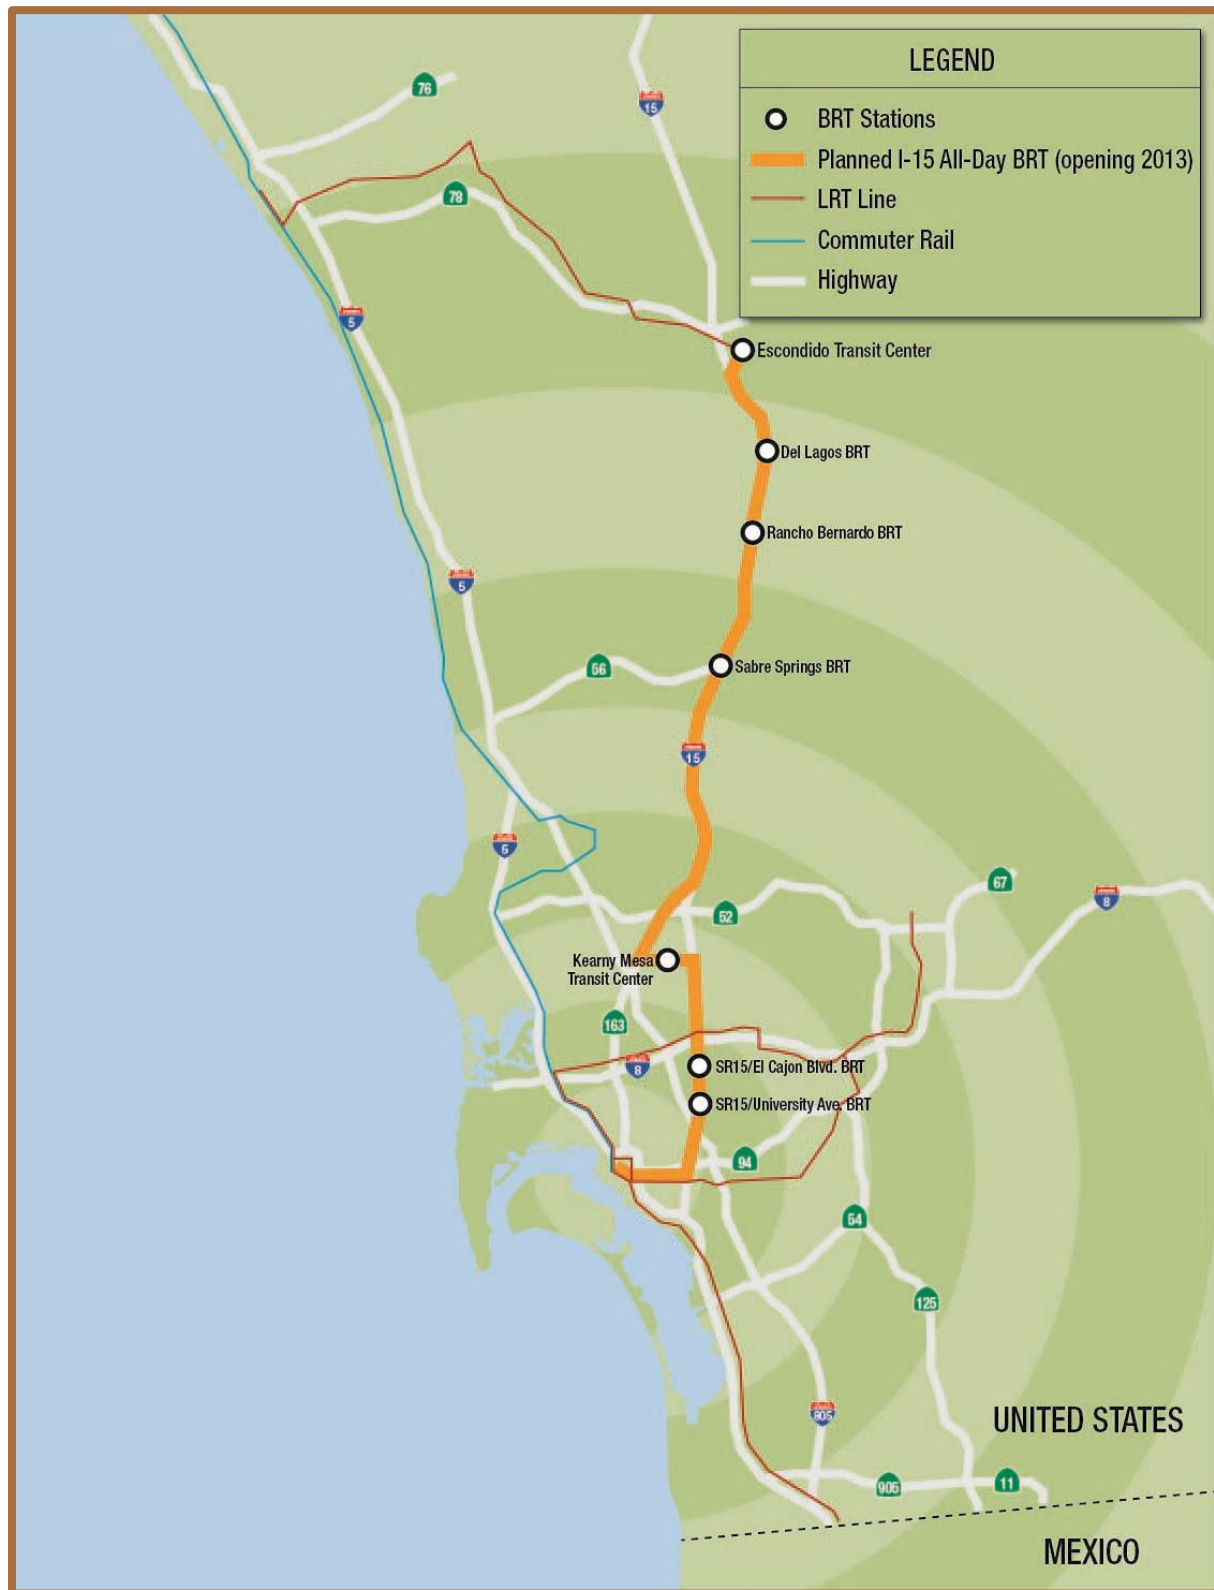 LEGEND
BRT Stations
Planned I-15 All-Day BRT (opening 2013)
LRT Line
Commuter Rail
Highway
76
15
78
5
Escondido Transit Center
Del Lagos BRT
Rancho Bernardo BRT
5
56
Sabre Springs BRT
15
5
67
8
52
Kearny Mesa
Transit Center
163
8
SR15/El Cajon Blvd. BRT
SR15/University Ave. BRT
94
54
125
805
UNITED STATES
905
11
MEXICO